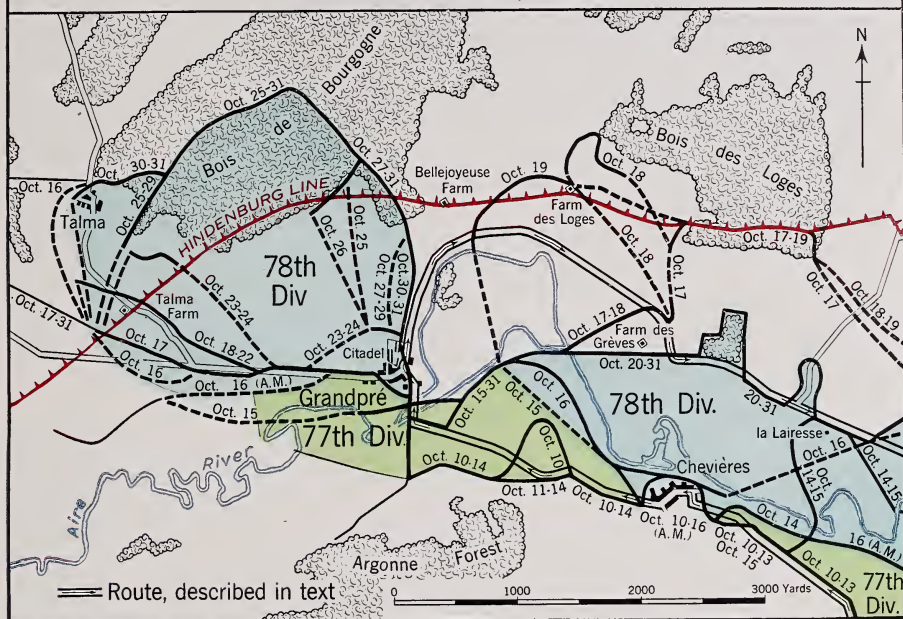 N
Bourgogne
Bois de
Oct. 25-31
Oct. 30-31
Oct. 16
Talma
Oct. 25-29
Oct. 27-31
HINDENBURG LINE
Bellejoyeuse
Farm
Oct. 19
Oct. 18
Bois des
Loges
Farm
des Loges
Oct. 17-19
Oct. 26
Oct. 25
78th
Div
Oct. 27-29
Oct. 30-31
Oct. 18
Oct. 17
Oct. 17
Oct. 18-19
Oct. 17-31
Talma
Farm
Oct. 23-24
Oct. 17
Oct. 18-22
Oct. 23-24
Citadel
Oct. 17-18
Farm des
Grèves
Oct. 20-31
Oct. 16
Oct. 16 (A.M.)
Oct. 15
Grandpré
77th Div.
Oct. 15-31
Oct. 15
Oct. 16
78th Div.
20-31
la Lairesse
Oct. 16
Oct. 10
Chevières
Oct. 14-15
14-15
Aire River
Oct. 10-14
Oct. 11-14
Oct. 10-14
Oct. 10-16
(A.M.)
Oct. 14
16 (A.M.)
Oct. 10-13
Oct. 15
Oct. 10-13
77th
Div.
Argonne Forest
Route, described in text
0 1000 2000 3000 Yards